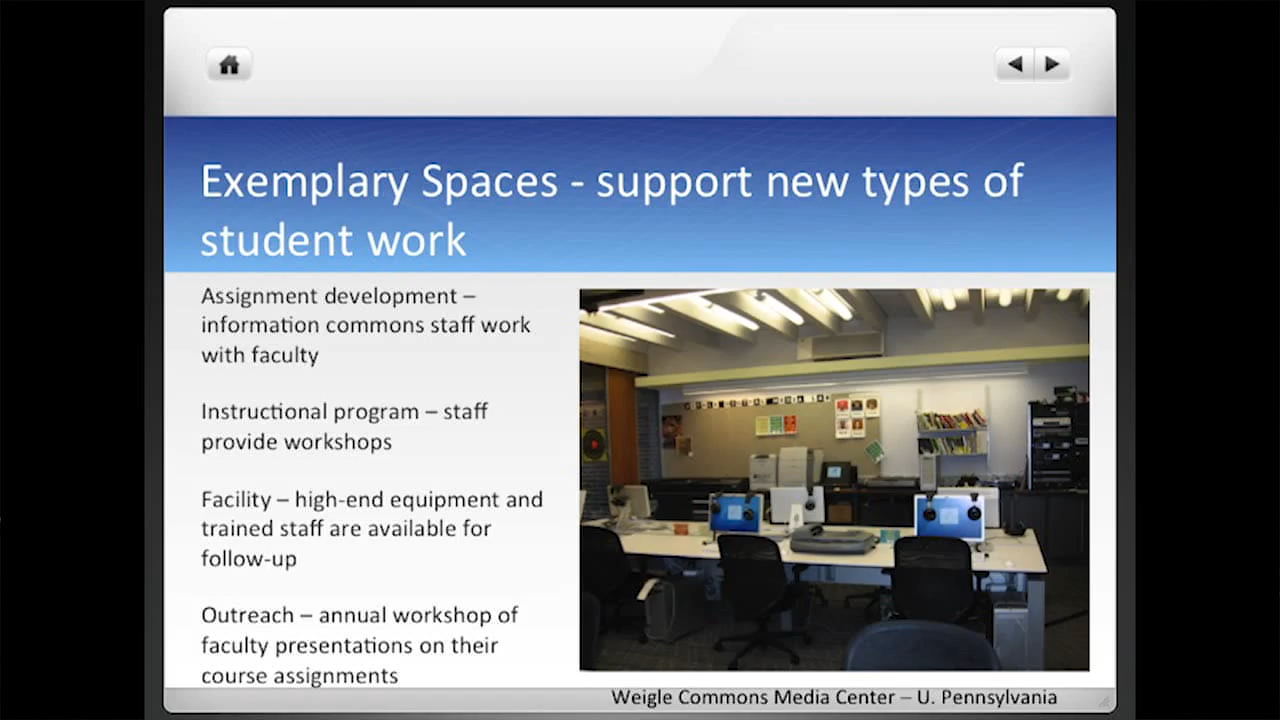 Exemplary Spaces - support new types of
student work
Assignment development –
information commons staff work
with faculty
Instructional program – staff
provide workshops
Facility – high-end equipment and
trained staff are available for
follow-up
Outreach – annual workshop of
faculty presentations on their
course assignments
Weigle Commons Media Center – U. Pennsylvania